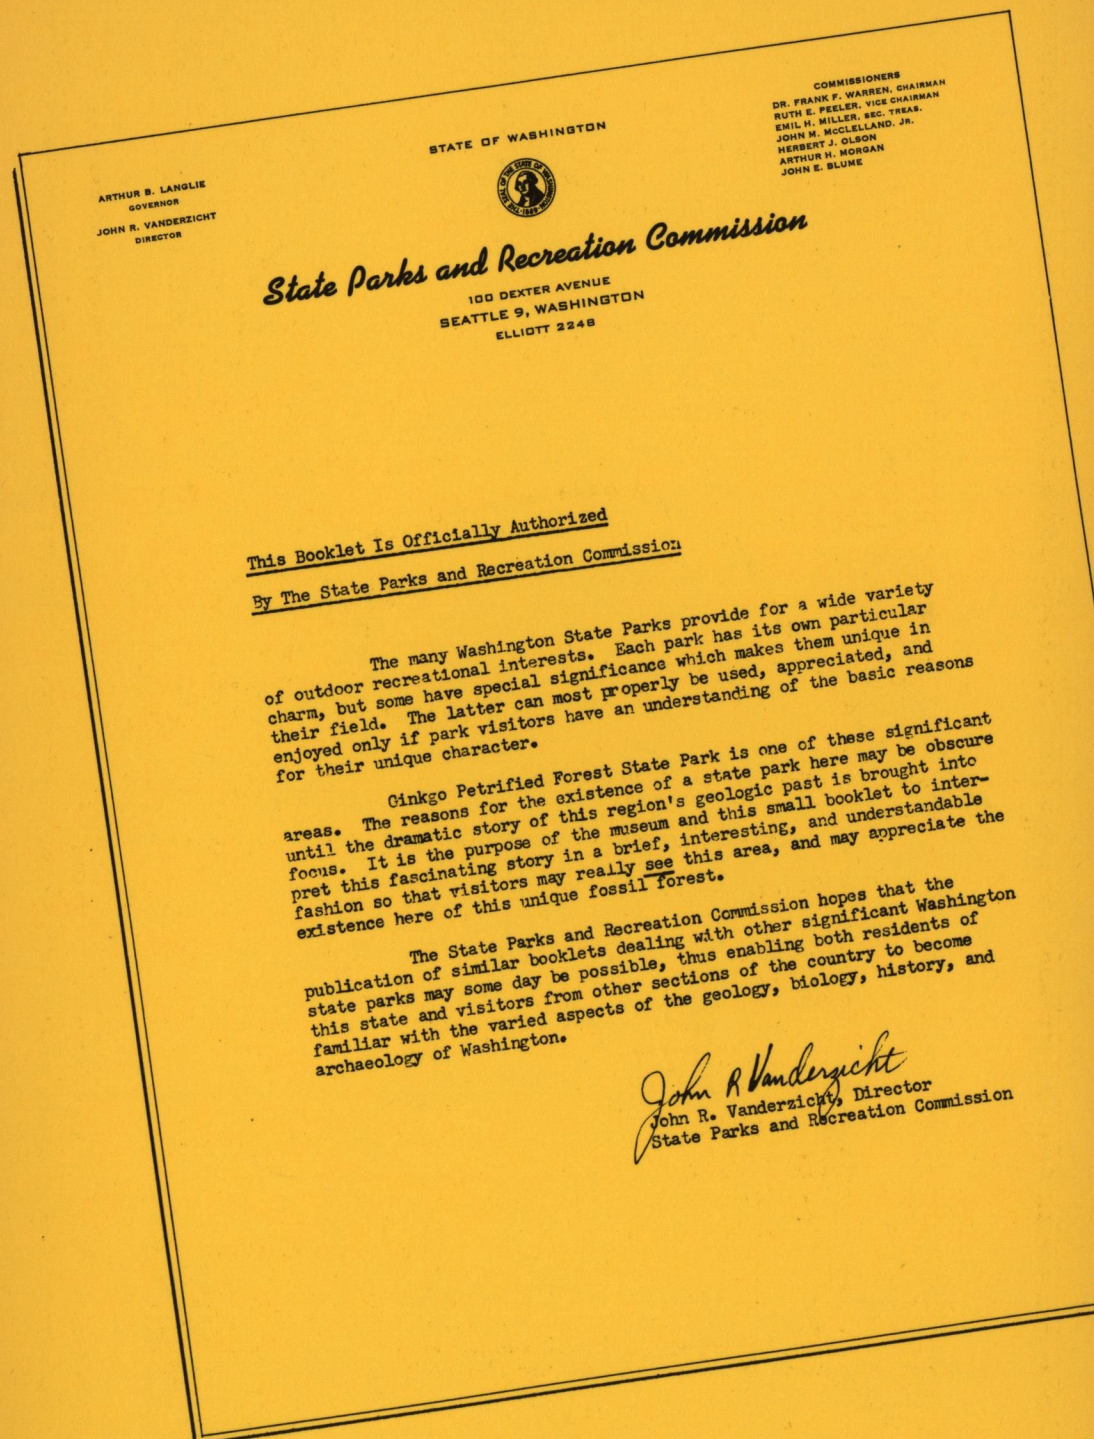 STATE OF WASHINGTON
ARTHUR B. LANGLIE
GOVERNOR
JOHN R. VANDERZICHT
DIRECTOR
COMMISSIONERS
DR. FRANK F. WARREN, CHAIRMAN
RUTH E. PEELER, VICE CHAIRMAN
EMIL H. MILLER, SEC. TREAS.
JOHN M. McCLELLAND, JR.
HERBERT J. OLSON
ARTHUR H. MORGAN
JOHN E. BLUME
THE SEAL OF THE STATE OF WASHINGTON
1889
State Parks and Recreation Commission
100 DEXTER AVENUE
SEATTLE 9, WASHINGTON
ELLIOTT 2248
This Booklet Is Officially Authorized
By The State Parks and Recreation Commission
The many Washington State Parks provide for a wide variety
of outdoor recreational interests. Each park has its own particular
charm, but some have special significance which makes them unique in
their field. The latter can most properly be used, appreciated, and
enjoyed only if park visitors have an understanding of the basic reasons
for their unique character.
Ginkgo Petrified Forest State Park is one of these significant
areas. The reasons for the existence of a state park here may be obscure
until the dramatic story of this region's geologic past is brought into
focus. It is the purpose of the museum and this small booklet to inter-
pret this fascinating story in a brief, interesting, and understandable
fashion so that visitors may really see this area, and may appreciate the
existence here of this unique fossil forest.
The State Parks and Recreation Commission hopes that the
publication of similar booklets dealing with other significant Washington
state parks may some day be possible, thus enabling both residents of
this state and visitors from other sections of the country to become
familiar with the varied aspects of the geology, biology, history, and
archaeology of Washington.
John R Vanderzicht
John R. Vanderzicht, Director
State Parks and Recreation Commission